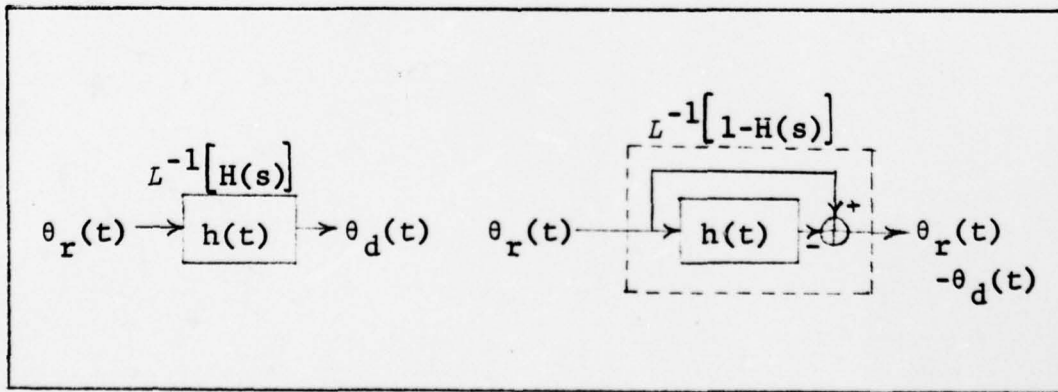 L⁻¹[H(s)]
θr(t) h(t) θd(t)
L⁻¹[1-H(s)]
θr(t) h(t) + - θr(t)
-θd(t)